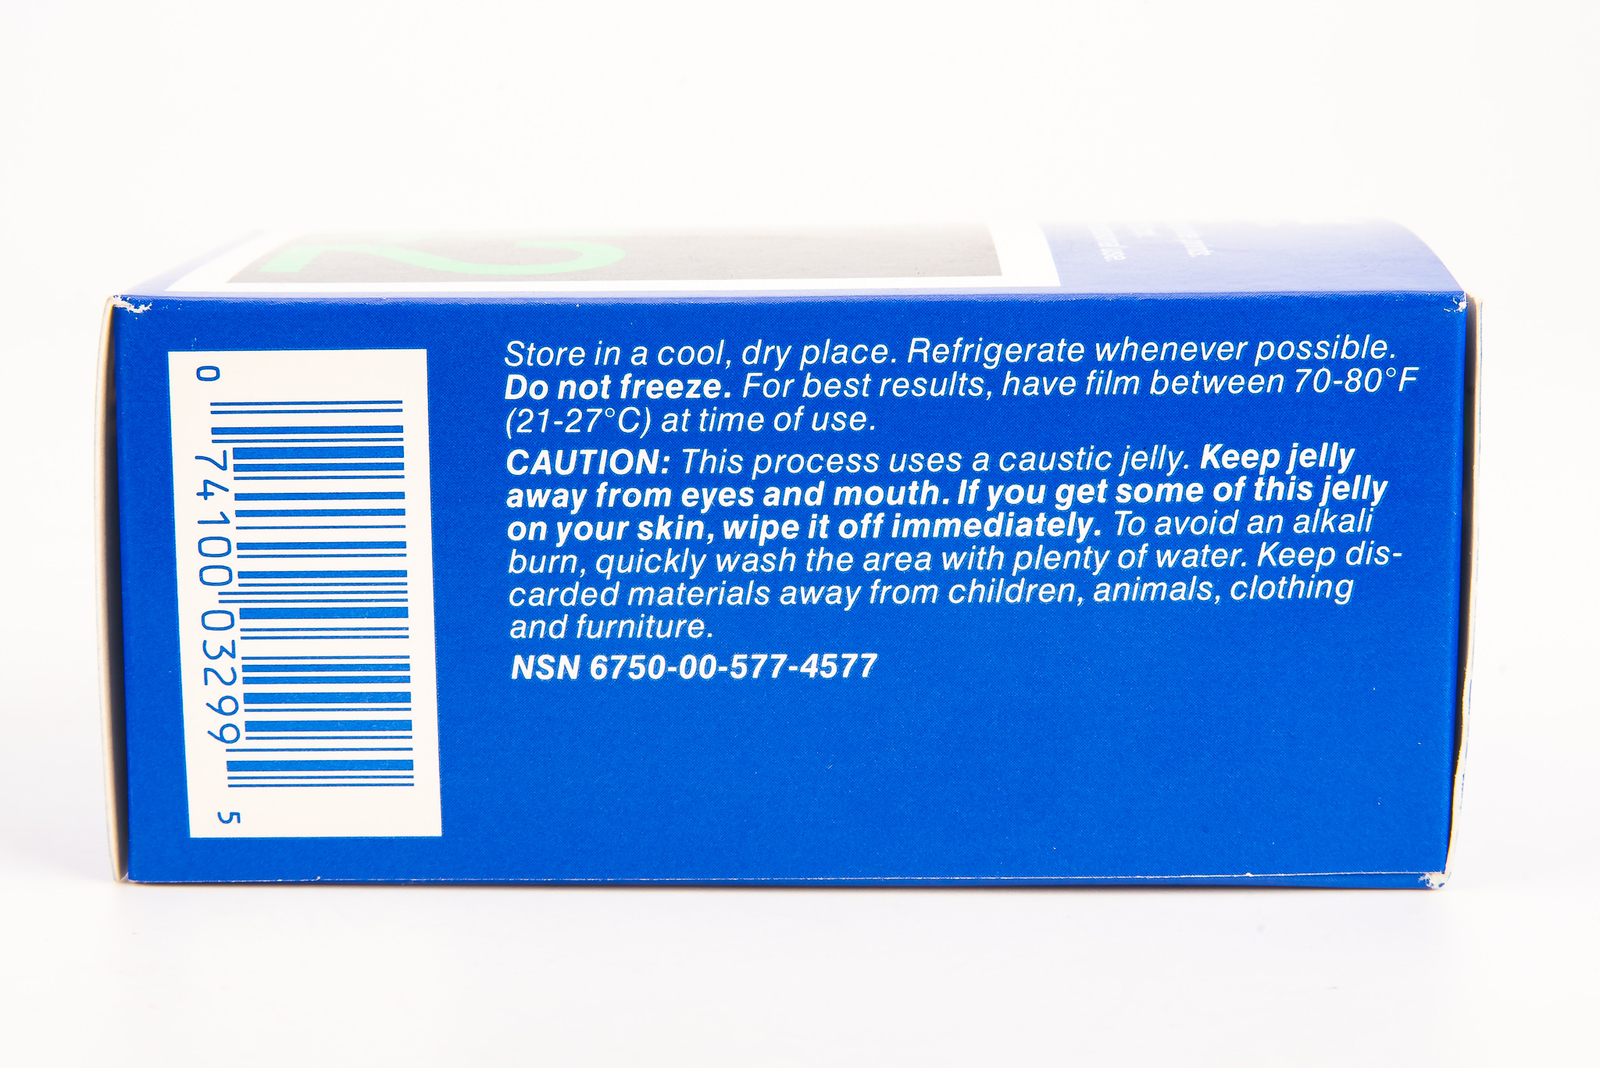 2
Store in a cool, dry place. Refrigerate whenever possible.
Do not freeze. For best results, have film between 70-80°F
(21-27°C) at time of use.
CAUTION: This process uses a caustic jelly. Keep jelly
away from eyes and mouth. If you get some of this jelly
on your skin, wipe it off immediately. To avoid an alkali
burn, quickly wash the area with plenty of water. Keep dis-
carded materials away from children, animals, clothing
and furniture.
NSN 6750-00-577-4577
0 74100 03299 5